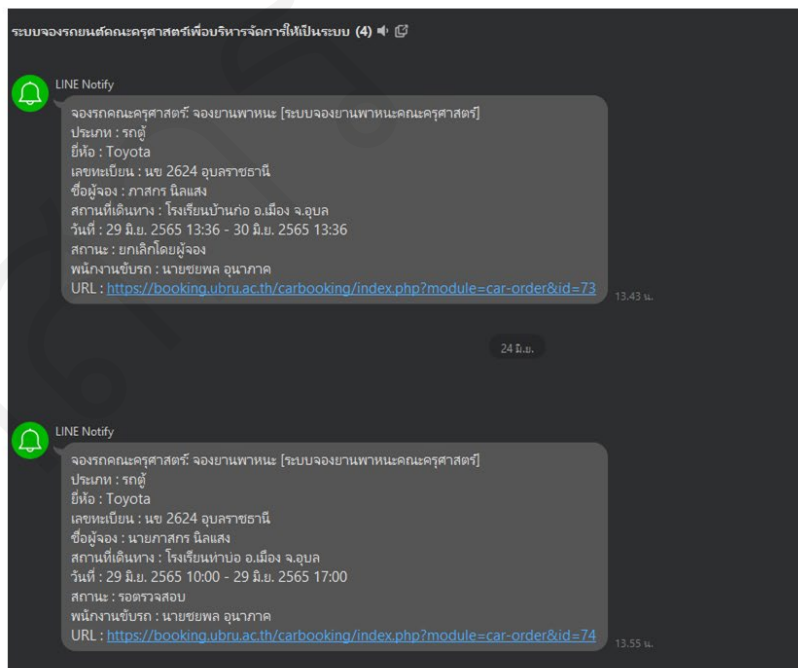 ระบบจองรถยนต์คณะครุศาสตร์เพื่อบริหารจัดการให้เป็นระบบ (4)
LINE Notify
จองรถคณะครุศาสตร์: จองยานพาหนะ [ระบบจองยานพาหนะคณะครุศาสตร์]
ประเภท : รถตู้
ยี่ห้อ : Toyota
เลขทะเบียน : นข 2624 อุบลราชธานี
ชื่อผู้จอง : ภาสกร นิลแสง
สถานที่เดินทาง : โรงเรียนบ้านก่อ อ.เมือง จ.อุบล
วันที่ : 29 มิ.ย. 2565 13:36 - 30 มิ.ย. 2565 13:36
สถานะ : ยกเลิกโดยผู้จอง
พนักงานขับรถ : นายชยพล อุนาภาค
URL : https://booking.ubru.ac.th/carbooking/index.php?module=car-order&id=73
13.43 น.
24 มิ.ย.
LINE Notify
จองรถคณะครุศาสตร์: จองยานพาหนะ [ระบบจองยานพาหนะคณะครุศาสตร์]
ประเภท : รถตู้
ยี่ห้อ : Toyota
เลขทะเบียน : นข 2624 อุบลราชธานี
ชื่อผู้จอง : นายภาสกร นิลแสง
สถานที่เดินทาง : โรงเรียนท่าบ่อ อ.เมือง จ.อุบล
วันที่ : 29 มิ.ย. 2565 10:00 - 29 มิ.ย. 2565 17:00
สถานะ : รอตรวจสอบ
พนักงานขับรถ : นายชยพล อุนาภาค
URL : https://booking.ubru.ac.th/carbooking/index.php?module=car-order&id=74
13.55 น.